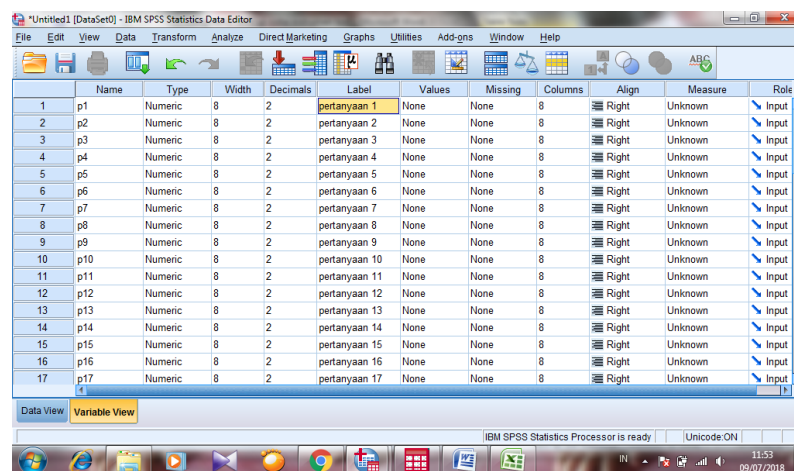 *Untitled1 [DataSet0] - IBM SPSS Statistics Data Editor
File Edit View Data Transform Analyze Direct Marketing Graphs Utilities Add-ons Window Help
Name Type Width Decimals Label Values Missing Columns Align Measure Role
1 p1 Numeric 8 2 pertanyaan 1 None None 8 Right Unknown Input
2 p2 Numeric 8 2 pertanyaan 2 None None 8 Right Unknown Input
3 p3 Numeric 8 2 pertanyaan 3 None None 8 Right Unknown Input
4 p4 Numeric 8 2 pertanyaan 4 None None 8 Right Unknown Input
5 p5 Numeric 8 2 pertanyaan 5 None None 8 Right Unknown Input
6 p6 Numeric 8 2 pertanyaan 6 None None 8 Right Unknown Input
7 p7 Numeric 8 2 pertanyaan 7 None None 8 Right Unknown Input
8 p8 Numeric 8 2 pertanyaan 8 None None 8 Right Unknown Input
9 p9 Numeric 8 2 pertanyaan 9 None None 8 Right Unknown Input
10 p10 Numeric 8 2 pertanyaan 10 None None 8 Right Unknown Input
11 p11 Numeric 8 2 pertanyaan 11 None None 8 Right Unknown Input
12 p12 Numeric 8 2 pertanyaan 12 None None 8 Right Unknown Input
13 p13 Numeric 8 2 pertanyaan 13 None None 8 Right Unknown Input
14 p14 Numeric 8 2 pertanyaan 14 None None 8 Right Unknown Input
15 p15 Numeric 8 2 pertanyaan 15 None None 8 Right Unknown Input
16 p16 Numeric 8 2 pertanyaan 16 None None 8 Right Unknown Input
17 p17 Numeric 8 2 pertanyaan 17 None None 8 Right Unknown Input
Data View Variable View
IBM SPSS Statistics Processor is ready Unicode:ON
IN 11:53
09/07/2018